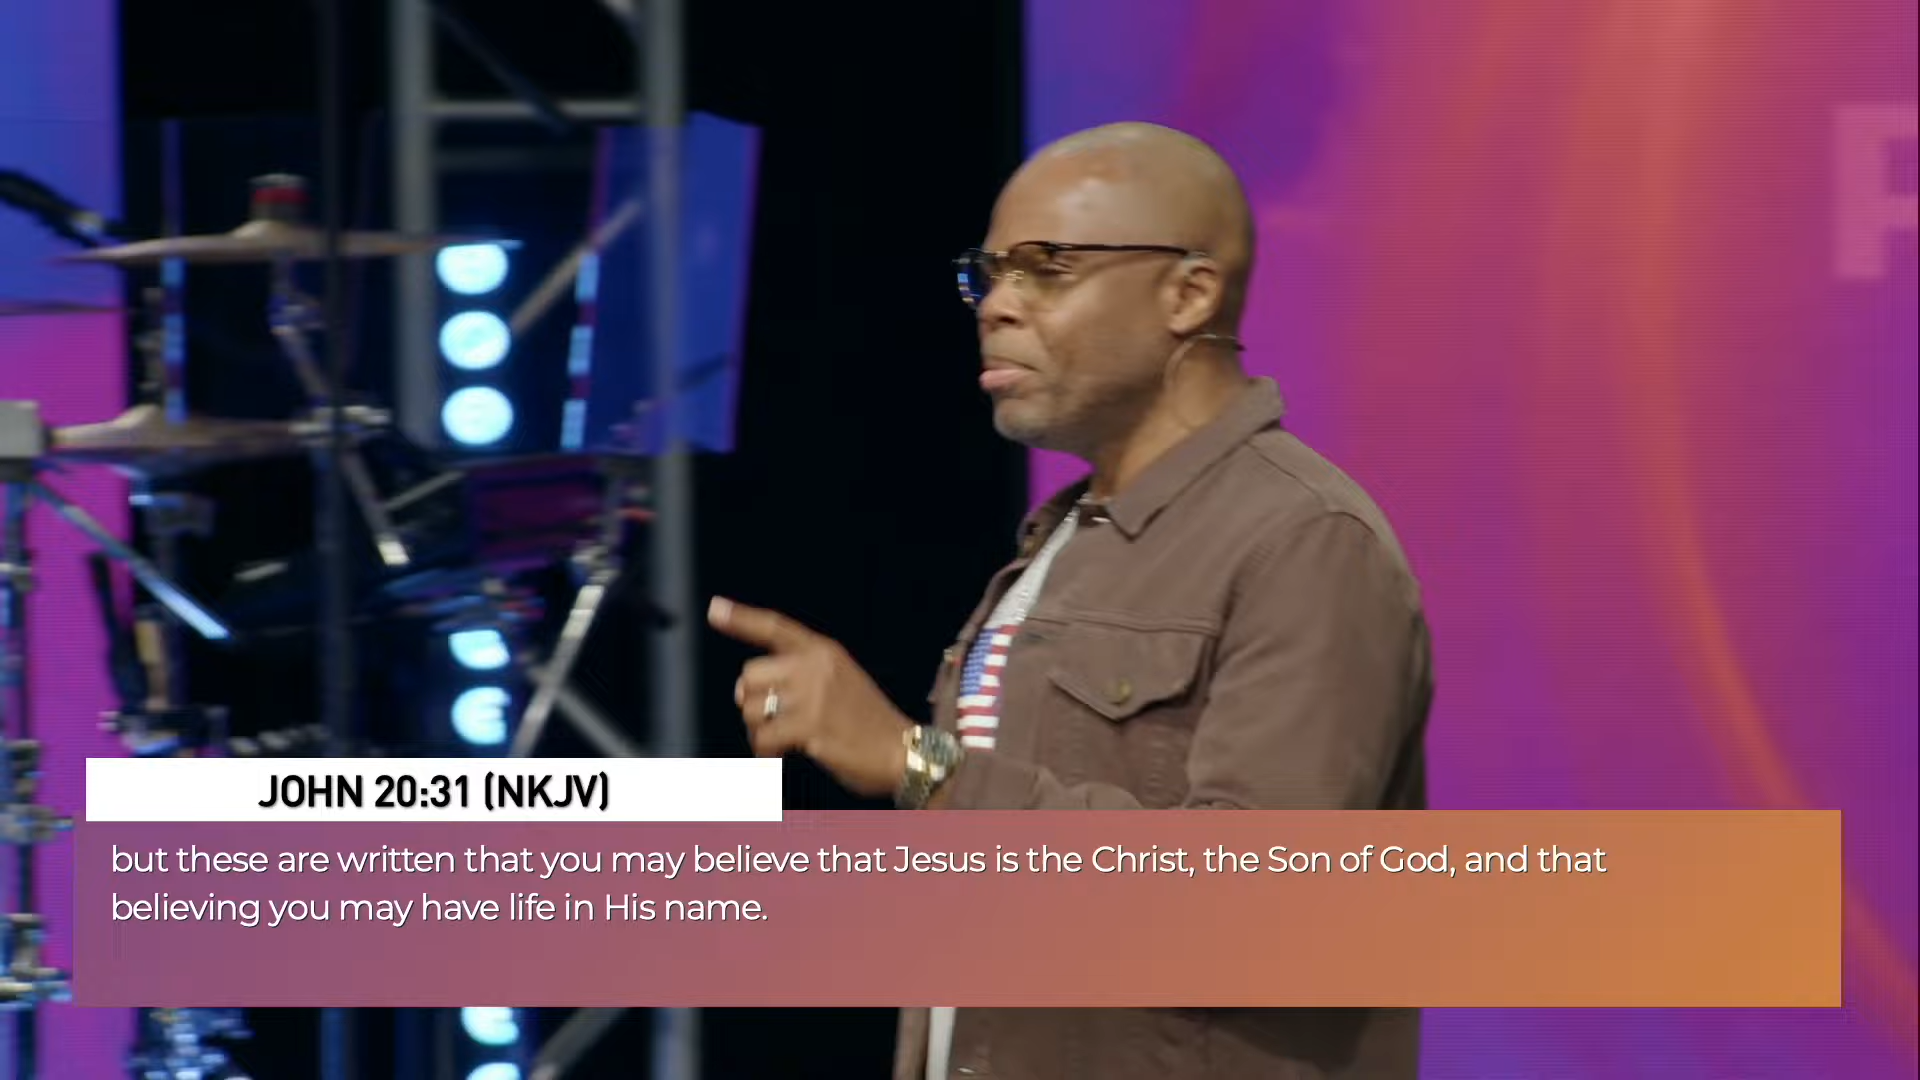 JOHN 20:31 (NKJV)
but these are written that you may believe that Jesus is the Christ, the Son of God, and that
believing you may have life in His name.